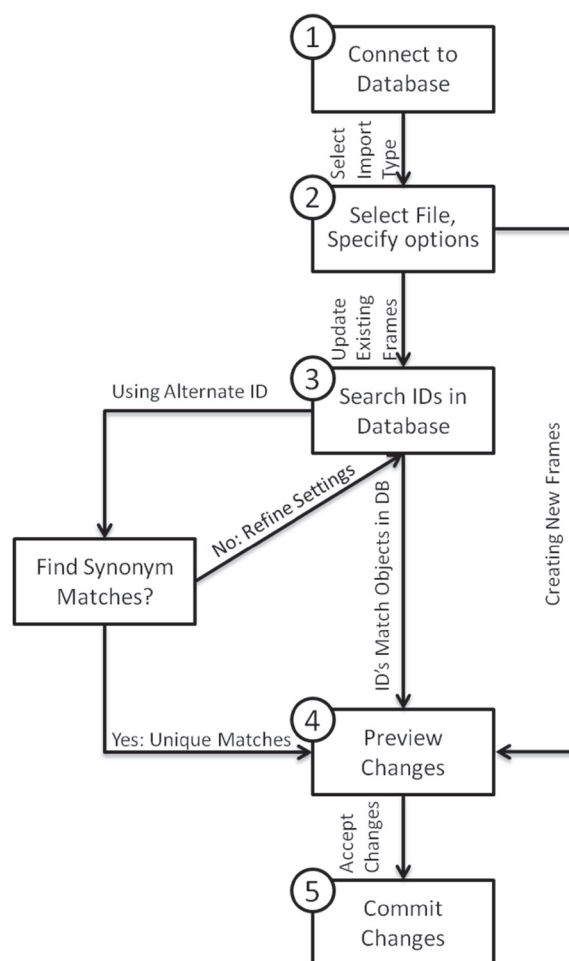 1
Connect to
Database
Select
Import
Type
2
Select File,
Specify options
Update
Existing
Frames
3
Search IDs in
Database
Using Alternate ID
No: Refine Settings
Find Synonym
Matches?
ID's Match Objects in DB
Creating New Frames
Yes: Unique Matches
4
Preview
Changes
Accept
Changes
5
Commit
Changes